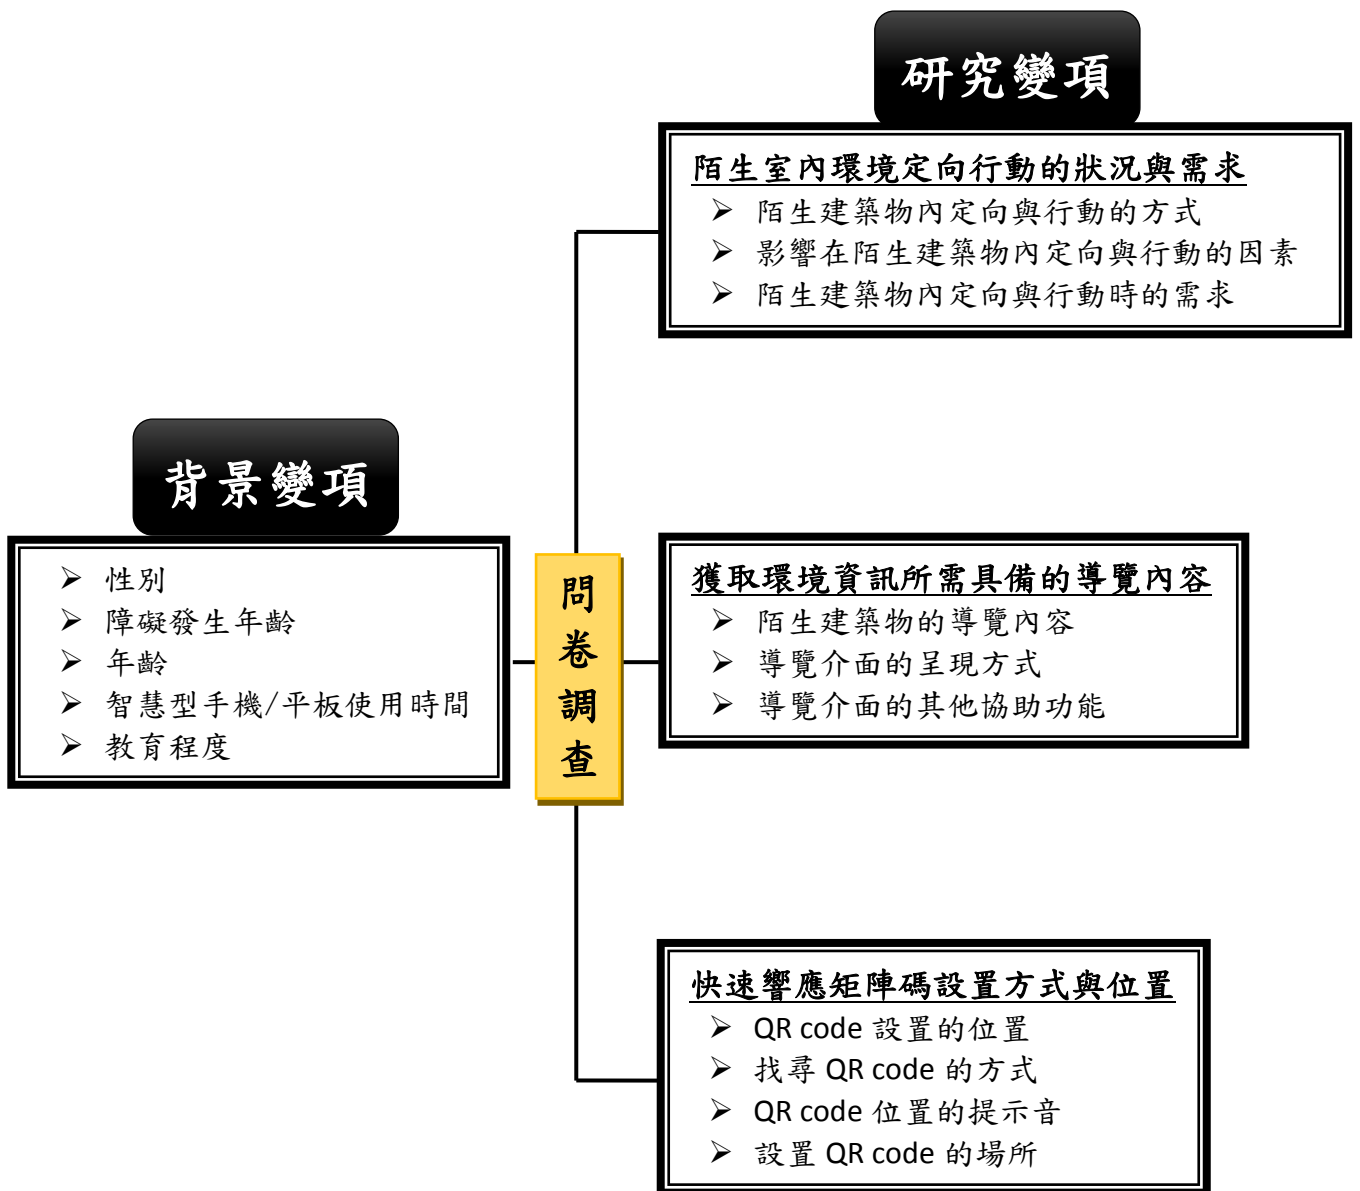 研究變項
陌生室內環境定向行動的狀況與需求
➢ 陌生建築物內定向與行動的方式
➢ 影響在陌生建築物內定向與行動的因素
➢ 陌生建築物內定向與行動時的需求
背景變項
➢ 性別
➢ 障礙發生年齡
➢ 年齡
➢ 智慧型手機/平板使用時間
➢ 教育程度
問卷調查
獲取環境資訊所需具備的導覽內容
➢ 陌生建築物的導覽內容
➢ 導覽介面的呈現方式
➢ 導覽介面的其他協助功能
快速響應矩陣碼設置方式與位置
➢ QR code 設置的位置
➢ 找尋 QR code 的方式
➢ QR code 位置的提示音
➢ 設置 QR code 的場所